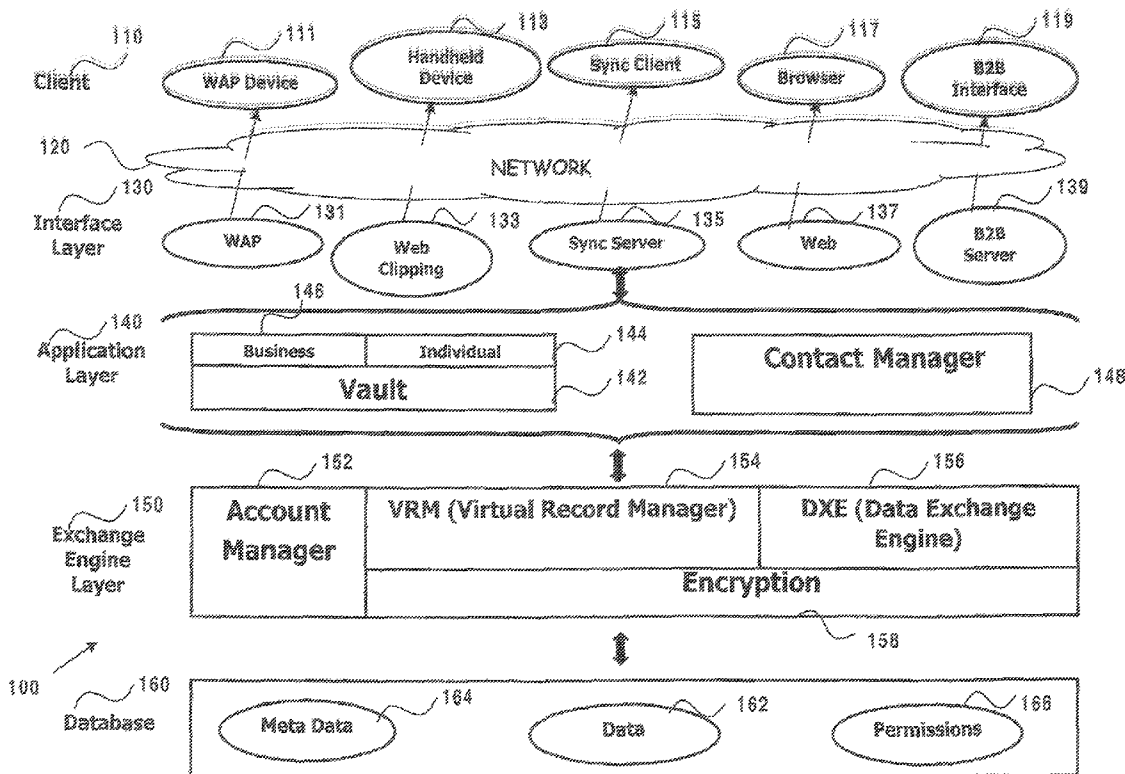 110 111 113 115 117 119
Client
WAP Device
Handheld
Device
Sync Client
Browser
B2B
Interface
120
NETWORK
130
Interface
Layer
131 133 135 137 139
WAP
Web
Clipping
Sync Server
Web
B2B
Server
146
140
Application
Layer
Business Individual
144
Vault
142
Contact Manager
148
152 154 156
150
Exchange
Engine
Layer
Account
Manager
VRM (Virtual Record Manager)
DXE (Data Exchange
Engine)
Encryption
158
100
160
Database
Meta Data
164
Data
162
Permissions
166